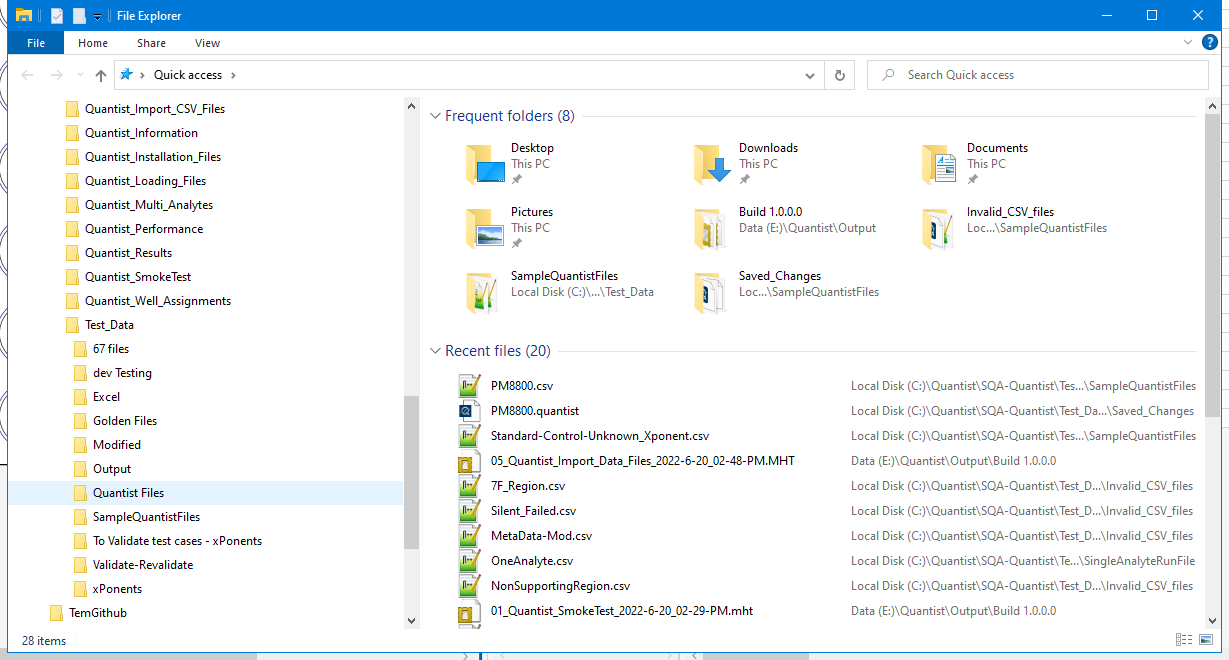 File Explorer
File Home Share View
Quick access
Search Quick access
Quantist_Import_CSV_Files
Quantist_Information
Quantist_Installation_Files
Quantist_Loading_Files
Quantist_Multi_Analytes
Quantist_Performance
Quantist_Results
Quantist_SmokeTest
Quantist_Well_Assignments
Test_Data
67 files
dev Testing
Excel
Golden Files
Modified
Output
Quantist Files
SampleQuantistFiles
To Validate test cases - xPonents
Validate-Revalidate
xPonents
TemGithub
Frequent folders (8)
Desktop
This PC
Downloads
This PC
Documents
This PC
Pictures
This PC
Build 1.0.0.0
Data (E:)\Quantist\Output
Invalid_CSV_files
Loc...\SampleQuantistFiles
SampleQuantistFiles
Local Disk (C:)\...\Test_Data
Saved_Changes
Loc...\SampleQuantistFiles
Recent files (20)
PM8800.csv Local Disk (C:)\Quantist\SQA-Quantist\Tes...\SampleQuantistFiles
PM8800.quantist Local Disk (C:)\Quantist\SQA-Quantist\Test_Da...\Saved_Changes
Standard-Control-Unknown_Xponent.csv Local Disk (C:)\Quantist\SQA-Quantist\Tes...\SampleQuantistFiles
05_Quantist_Import_Data_Files_2022-6-20_02-48-PM.MHT Data (E:)\Quantist\Output\Build 1.0.0.0
7F_Region.csv Local Disk (C:)\Quantist\SQA-Quantist\Test_D...\Invalid_CSV_files
Silent_Failed.csv Local Disk (C:)\Quantist\SQA-Quantist\Test_D...\Invalid_CSV_files
MetaData-Mod.csv Local Disk (C:)\Quantist\SQA-Quantist\Test_D...\Invalid_CSV_files
OneAnalyte.csv Local Disk (C:)\Quantist\SQA-Quantist\Te...\SingleAnalyteRunFile
NonSupportingRegion.csv Local Disk (C:)\Quantist\SQA-Quantist\Test_D...\Invalid_CSV_files
01_Quantist_SmokeTest_2022-6-20_02-29-PM.mht Data (E:)\Quantist\Output\Build 1.0.0.0
28 items